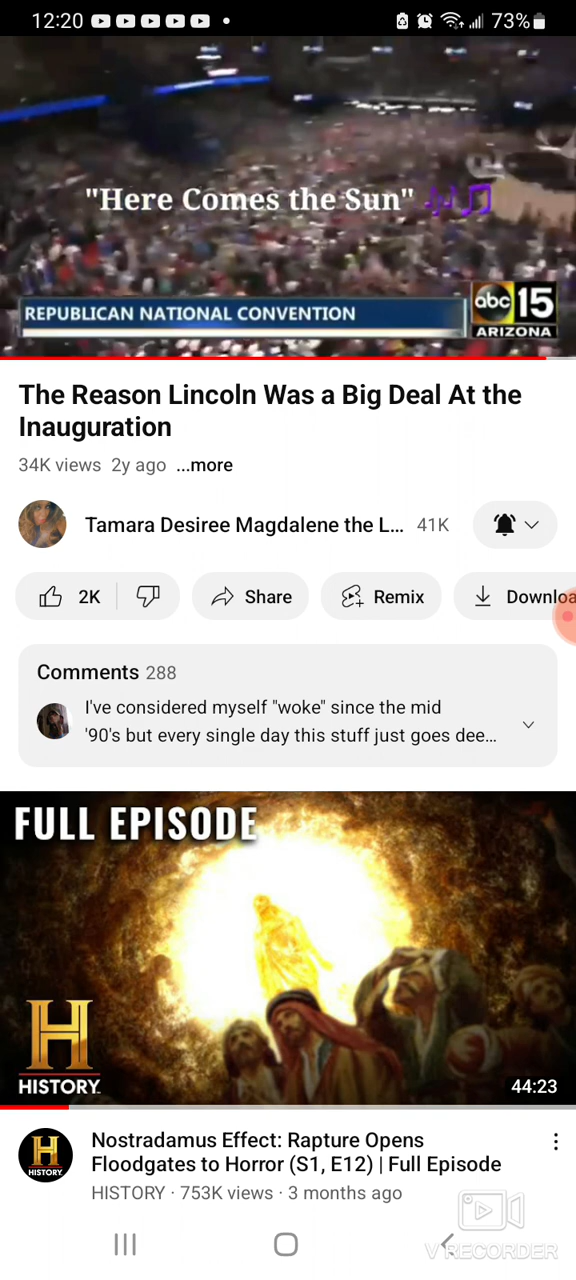 12:20
73%
"Here Comes the Sun"
REPUBLICAN NATIONAL CONVENTION
abc 15
ARIZONA
The Reason Lincoln Was a Big Deal At the
Inauguration
34K views 2y ago ...more
Tamara Desiree Magdalene the L... 41K
2K
Share
Remix
Downloa
Comments 288
I've considered myself "woke" since the mid
'90's but every single day this stuff just goes dee...
FULL EPISODE
H
HISTORY
44:23
H
HISTORY
Nostradamus Effect: Rapture Opens
Floodgates to Horror (S1, E12) | Full Episode
HISTORY · 753K views · 3 months ago
V RECORDER